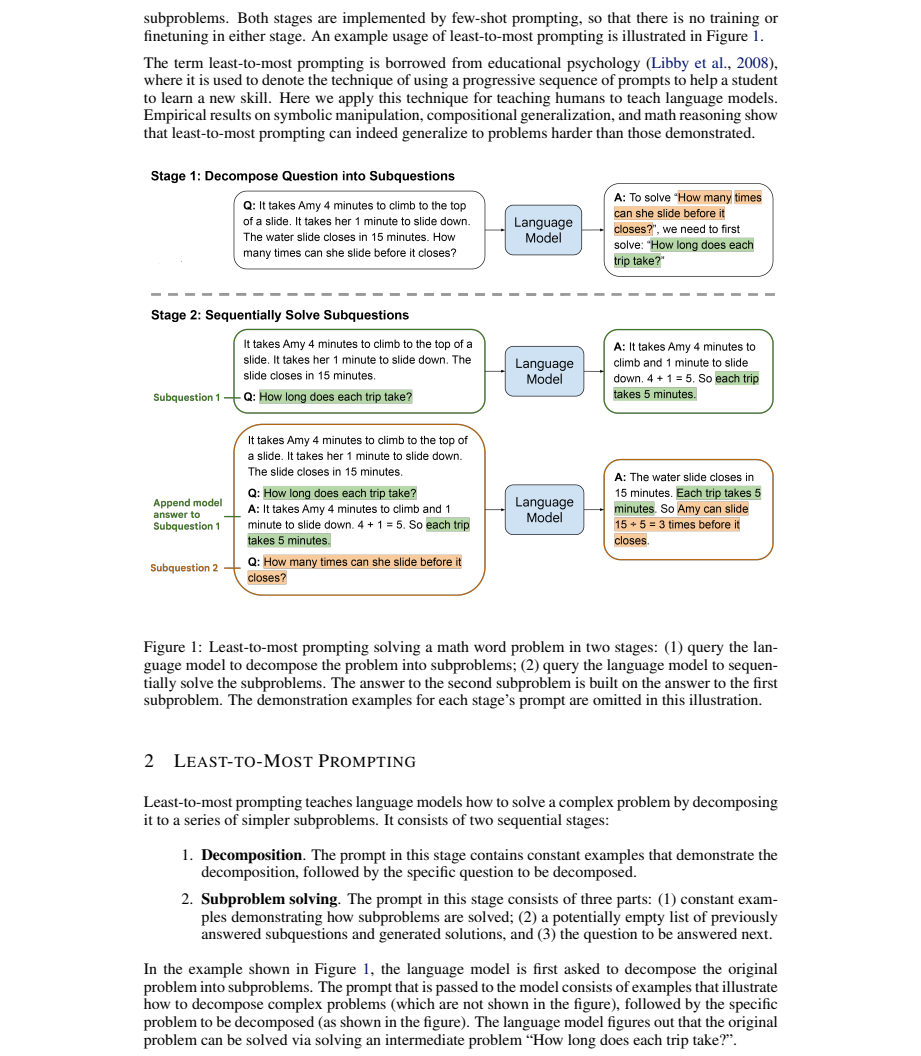 subproblems. Both stages are implemented by few-shot prompting, so that there is no training or
finetuning in either stage. An example usage of least-to-most prompting is illustrated in Figure 1.
The term least-to-most prompting is borrowed from educational psychology (Libby et al., 2008),
where it is used to denote the technique of using a progressive sequence of prompts to help a student
to learn a new skill. Here we apply this technique for teaching humans to teach language models.
Empirical results on symbolic manipulation, compositional generalization, and math reasoning show
that least-to-most prompting can indeed generalize to problems harder than those demonstrated.
Stage 1: Decompose Question into Subquestions
Q: It takes Amy 4 minutes to climb to the top
of a slide. It takes her 1 minute to slide down.
The water slide closes in 15 minutes. How
many times can she slide before it closes?
Language
Model
A: To solve “How many times
can she slide before it
closes?”, we need to first
solve: “How long does each
trip take?”
Stage 2: Sequentially Solve Subquestions
It takes Amy 4 minutes to climb to the top of a
slide. It takes her 1 minute to slide down. The
slide closes in 15 minutes.
Subquestion 1
Q: How long does each trip take?
Language
Model
A: It takes Amy 4 minutes to
climb and 1 minute to slide
down. 4 + 1 = 5. So each trip
takes 5 minutes.
It takes Amy 4 minutes to climb to the top of
a slide. It takes her 1 minute to slide down.
The slide closes in 15 minutes.
Q: How long does each trip take?
Append model
answer to
Subquestion 1
A: It takes Amy 4 minutes to climb and 1
minute to slide down. 4 + 1 = 5. So each trip
takes 5 minutes.
Subquestion 2
Q: How many times can she slide before it
closes?
Language
Model
A: The water slide closes in
15 minutes. Each trip takes 5
minutes. So Amy can slide
15 ÷ 5 = 3 times before it
closes.
Figure 1: Least-to-most prompting solving a math word problem in two stages: (1) query the lan-
guage model to decompose the problem into subproblems; (2) query the language model to sequen-
tially solve the subproblems. The answer to the second subproblem is built on the answer to the first
subproblem. The demonstration examples for each stage’s prompt are omitted in this illustration.
2 LEAST-TO-MOST PROMPTING
Least-to-most prompting teaches language models how to solve a complex problem by decomposing
it to a series of simpler subproblems. It consists of two sequential stages:
1. Decomposition. The prompt in this stage contains constant examples that demonstrate the
decomposition, followed by the specific question to be decomposed.
2. Subproblem solving. The prompt in this stage consists of three parts: (1) constant exam-
ples demonstrating how subproblems are solved; (2) a potentially empty list of previously
answered subquestions and generated solutions, and (3) the question to be answered next.
In the example shown in Figure 1, the language model is first asked to decompose the original
problem into subproblems. The prompt that is passed to the model consists of examples that illustrate
how to decompose complex problems (which are not shown in the figure), followed by the specific
problem to be decomposed (as shown in the figure). The language model figures out that the original
problem can be solved via solving an intermediate problem “How long does each trip take?”.